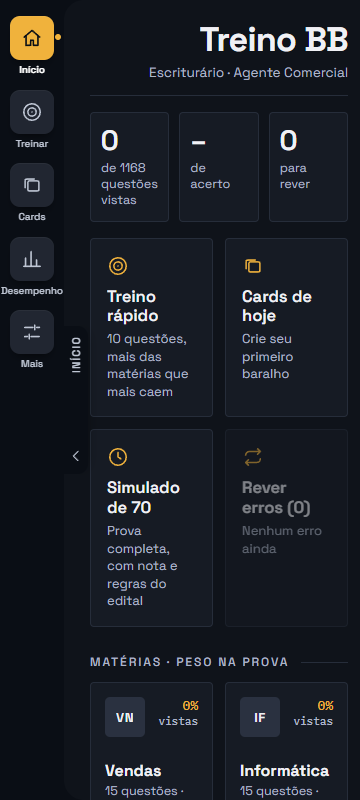 Início
Treinar
Cards
Desempenho
Mais
INÍCIO
Treino BB
Escriturário · Agente Comercial
0
de 1168
questões
vistas
–
de
acerto
0
para
rever
Treino
rápido
10 questões,
mais das
matérias que
mais caem
Cards de
hoje
Crie seu
primeiro
baralho
Simulado
de 70
Prova
completa,
com nota e
regras do
edital
Rever
erros (0)
Nenhum erro
ainda
MATÉRIAS · PESO NA PROVA
VN
0%
vistas
Vendas
15 questões ·
IF
0%
vistas
Informática
15 questões ·